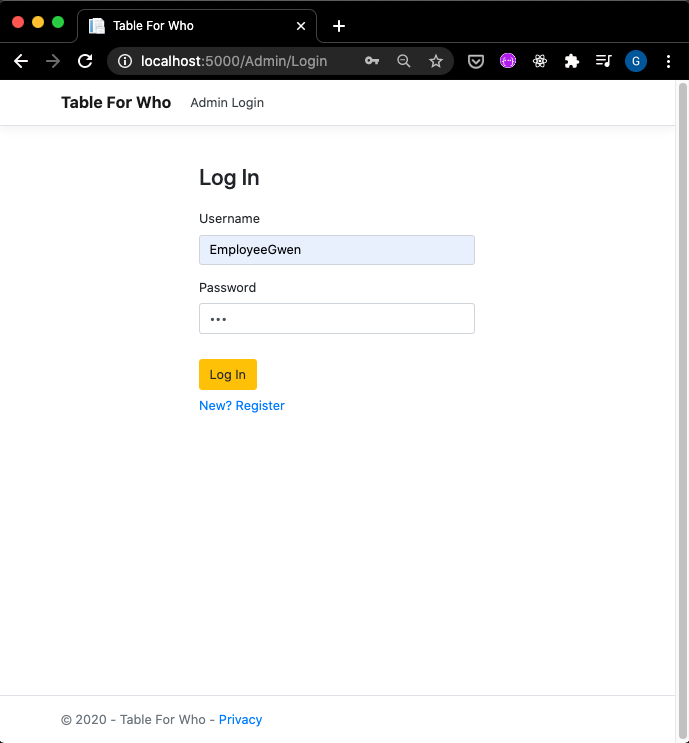 Table For Who
localhost:5000/Admin/Login
G
Table For Who Admin Login
Log In
Username
EmployeeGwen
Password
•••
Log In
New? Register
© 2020 - Table For Who - Privacy